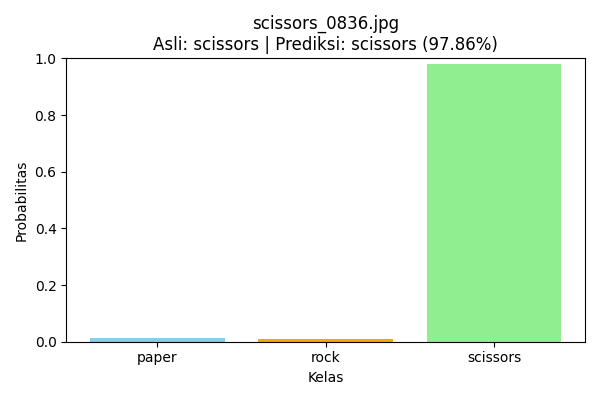 scissors_0836.jpg
Asli: scissors | Prediksi: scissors (97.86%)
1.0
0.8
0.6
0.4
0.2
0.0
Probabilitas
paper rock scissors
Kelas